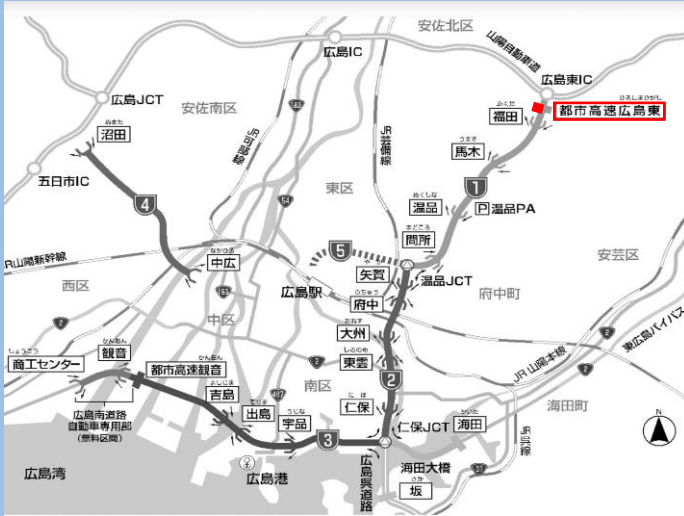 安佐北区
山陽自動車道
広島IC
広島東IC
ひろしまひがし
都市高速広島東
広島JCT
安佐南区
ふくだ
福田
ぬまた
沼田
JR可部線
JR芸備線
うまき
馬木
五日市IC
54
東区
1
ぬくしな
温品
P 温品PA
4
まどころ
間所
安芸区
5
JR山陽新幹線
なかひろ
中広
やが
矢賀
温品JCT
西区
広島駅
ふちゅう
府中
府中町
183
中区
おおず
大州
2
2
東広島バイパス
しょうこう
商工センター
かんおん
観音
かんおん
都市高速観音
しののめ
東雲
2
JR山陽本線
2
よしじま
吉島
南区
2
海田町
でじま
出島
487
にほ
仁保
広島南道路
自動車専用部
(無料区間)
うじな
宇品
3
仁保JCT
かいた
海田
N
JR呉線
広島湾
広島港
広島呉道路
海田大橋
31
さか
坂